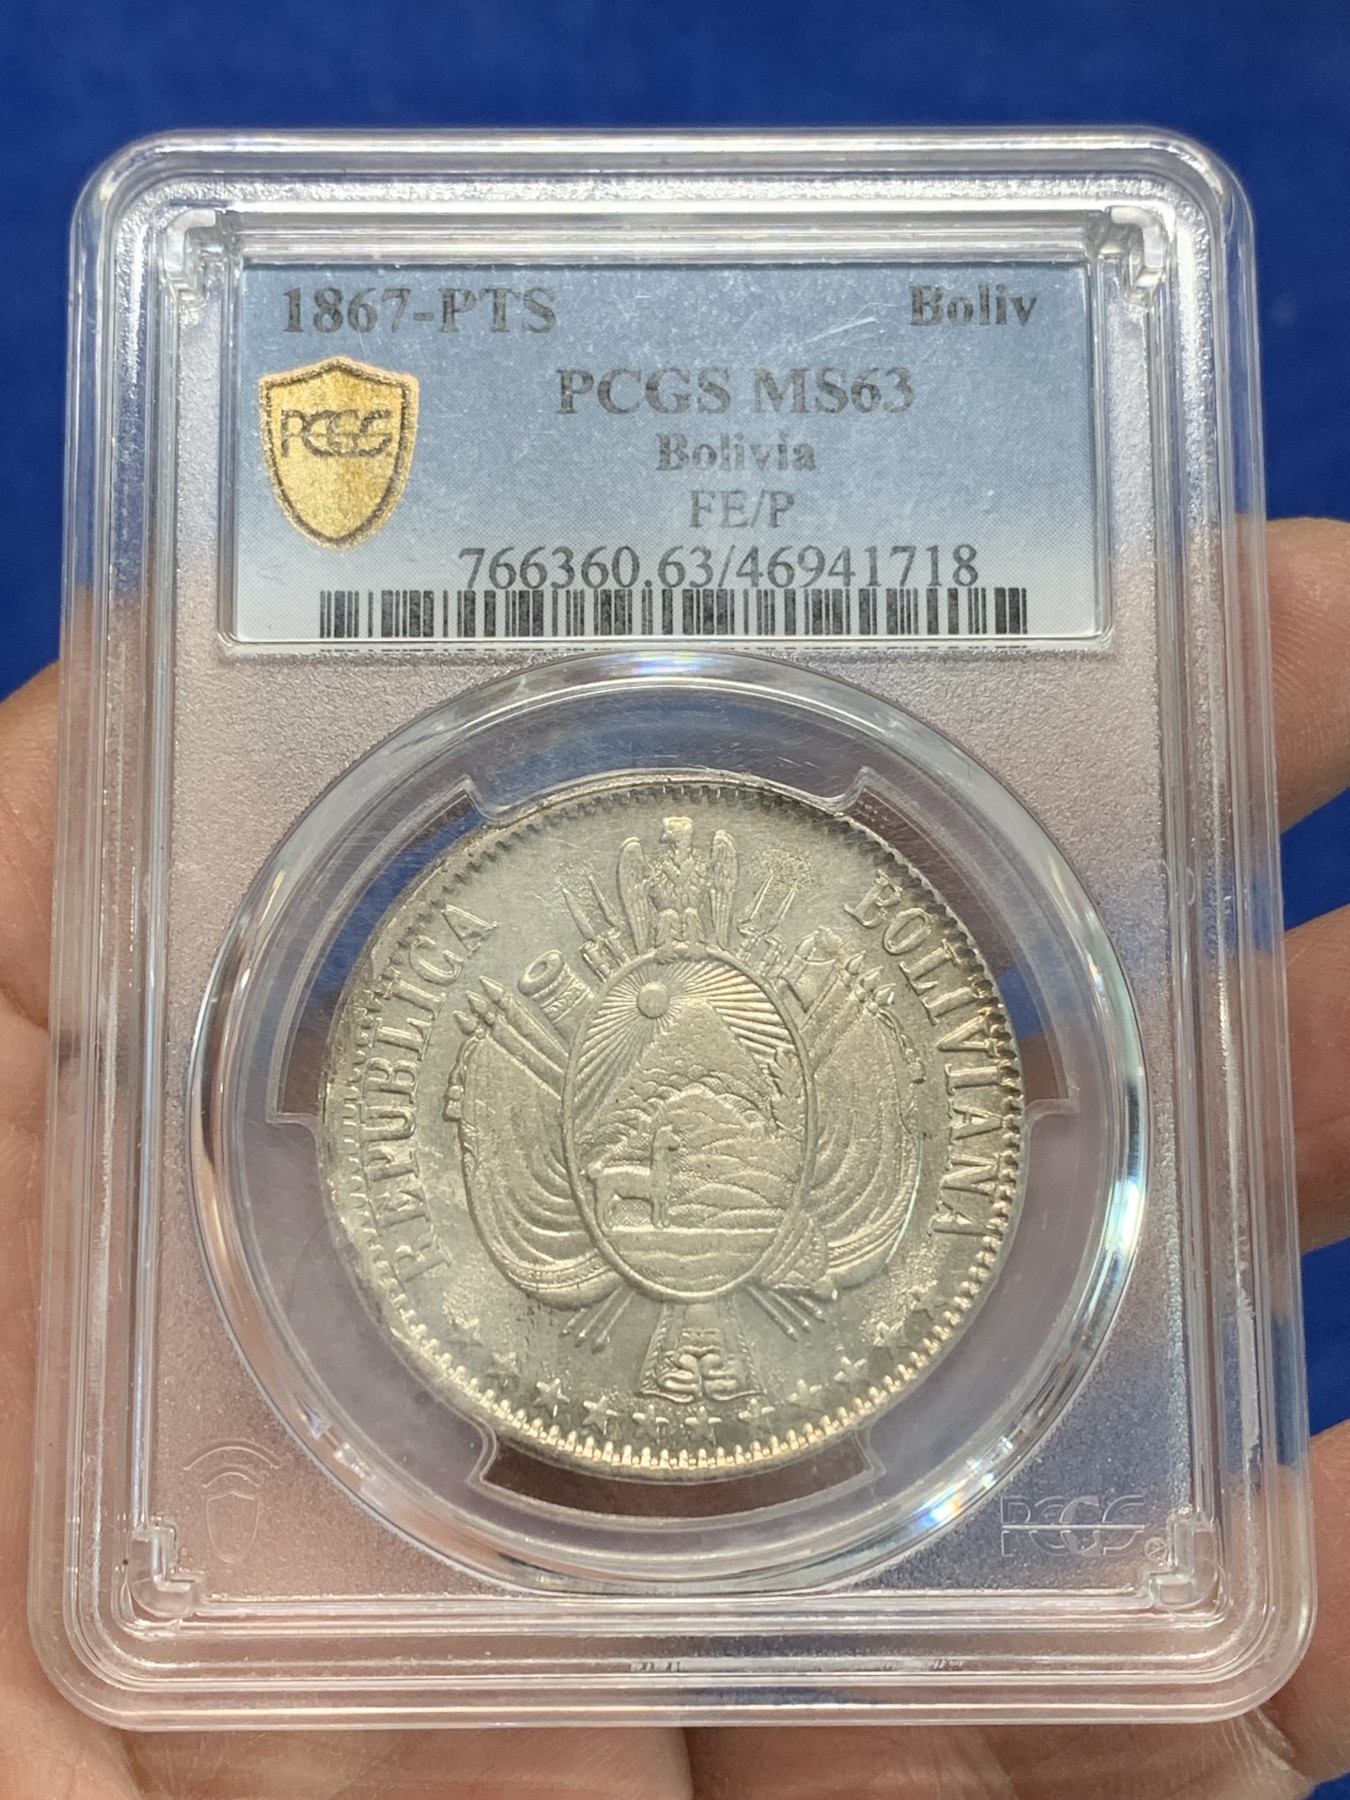 1867-PTS Boliv
PCGS MS63
PCGS
Bolivia
FE/P
766360.63/46941718
REPUBLICA BOLIVIANA
PCGS